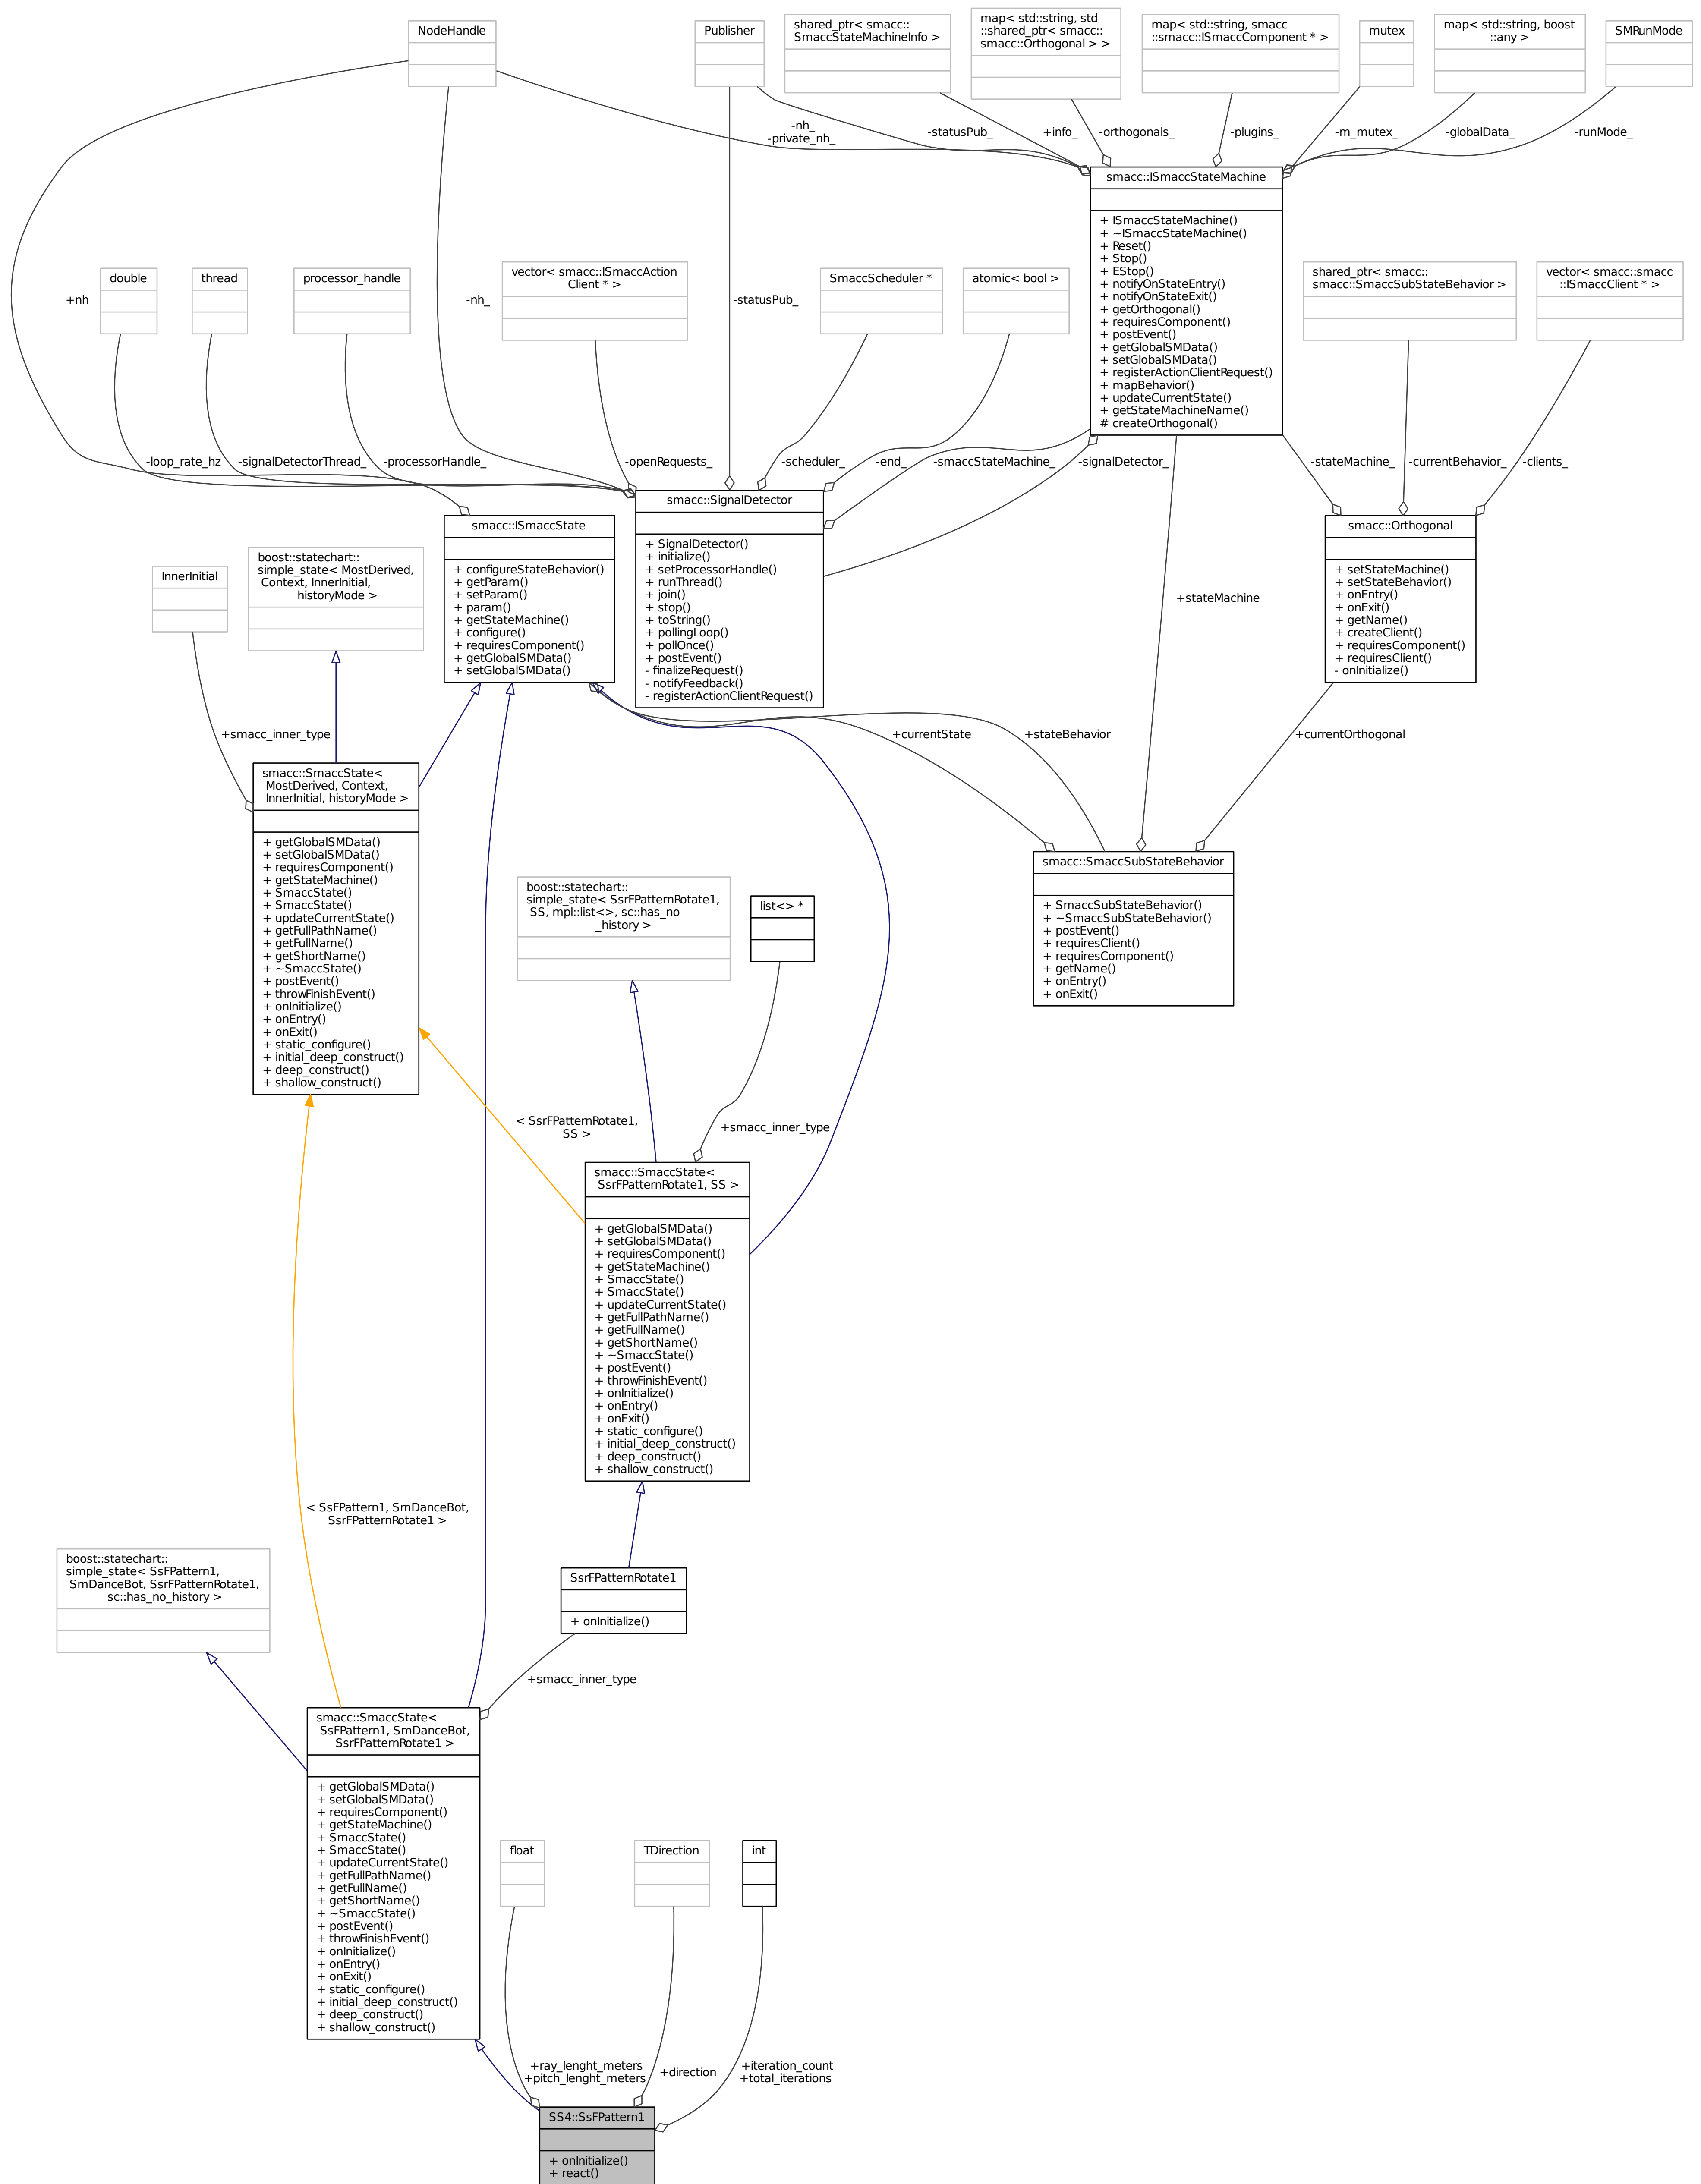 NodeHandle
Publisher
shared_ptr< smacc::
SmaccStateMachineInfo >
map< std::string, std
::shared_ptr< smacc::
smacc::Orthogonal > >
map< std::string, smacc
::smacc::ISmaccComponent * >
mutex
map< std::string, boost
::any >
SMRunMode
-nh_
-private_nh_
-statusPub_
+info_
-orthogonals_
-plugins_
-m_mutex_
-globalData_
-runMode_
smacc::ISmaccStateMachine
+ ISmaccStateMachine()
+ ~ISmaccStateMachine()
+ Reset()
+ Stop()
+ EStop()
+ notifyOnStateEntry()
+ notifyOnStateExit()
+ getOrthogonal()
+ requiresComponent()
+ postEvent()
+ getGlobalSMData()
+ setGlobalSMData()
+ registerActionClientRequest()
+ mapBehavior()
+ updateCurrentState()
+ getStateMachineName()
# createOrthogonal()
+nh
double
thread
processor_handle
vector< smacc::ISmaccAction
Client * >
-nh_
-statusPub_
SmaccScheduler *
atomic< bool >
shared_ptr< smacc::
smacc::SmaccSubStateBehavior >
vector< smacc::smacc
::ISmaccClient * >
-loop_rate_hz
-signalDetectorThread_
-processorHandle_
-openRequests_
-scheduler_
-end_
-smaccStateMachine_
-signalDetector_
-stateMachine_
-currentBehavior_
-clients_
smacc::SignalDetector
+ SignalDetector()
+ initialize()
+ setProcessorHandle()
+ runThread()
+ join()
+ stop()
+ toString()
+ pollingLoop()
+ pollOnce()
+ postEvent()
- finalizeRequest()
- notifyFeedback()
- registerActionClientRequest()
smacc::ISmaccState
+ configureStateBehavior()
+ getParam()
+ setParam()
+ param()
+ getStateMachine()
+ configure()
+ requiresComponent()
+ getGlobalSMData()
+ setGlobalSMData()
smacc::Orthogonal
+ setStateMachine()
+ setStateBehavior()
+ onEntry()
+ onExit()
+ getName()
+ createClient()
+ requiresComponent()
+ requiresClient()
- onInitialize()
InnerInitial
boost::statechart::
simple_state< MostDerived,
Context, InnerInitial,
historyMode >
+stateMachine
+smacc_inner_type
+currentState
+stateBehavior
+currentOrthogonal
smacc::SmaccState<
MostDerived, Context,
InnerInitial, historyMode >
+ getGlobalSMData()
+ setGlobalSMData()
+ requiresComponent()
+ getStateMachine()
+ SmaccState()
+ SmaccState()
+ updateCurrentState()
+ getFullPathName()
+ getFullName()
+ getShortName()
+ ~SmaccState()
+ postEvent()
+ throwFinishEvent()
+ onInitialize()
+ onEntry()
+ onExit()
+ static_configure()
+ initial_deep_construct()
+ deep_construct()
+ shallow_construct()
smacc::SmaccSubStateBehavior
+ SmaccSubStateBehavior()
+ ~SmaccSubStateBehavior()
+ postEvent()
+ requiresClient()
+ requiresComponent()
+ getName()
+ onEntry()
+ onExit()
boost::statechart::
simple_state< SsrFPatternRotate1,
SS, mpl::list<>, sc::has_no
_history >
list<> *
< SsrFPatternRotate1,
SS >
+smacc_inner_type
smacc::SmaccState<
SsrFPatternRotate1, SS >
+ getGlobalSMData()
+ setGlobalSMData()
+ requiresComponent()
+ getStateMachine()
+ SmaccState()
+ SmaccState()
+ updateCurrentState()
+ getFullPathName()
+ getFullName()
+ getShortName()
+ ~SmaccState()
+ postEvent()
+ throwFinishEvent()
+ onInitialize()
+ onEntry()
+ onExit()
+ static_configure()
+ initial_deep_construct()
+ deep_construct()
+ shallow_construct()
< SsFPattern1, SmDanceBot,
SsrFPatternRotate1 >
boost::statechart::
simple_state< SsFPattern1,
SmDanceBot, SsrFPatternRotate1,
sc::has_no_history >
SsrFPatternRotate1
+ onInitialize()
+smacc_inner_type
smacc::SmaccState<
SsFPattern1, SmDanceBot,
SsrFPatternRotate1 >
+ getGlobalSMData()
+ setGlobalSMData()
+ requiresComponent()
+ getStateMachine()
+ SmaccState()
+ SmaccState()
+ updateCurrentState()
+ getFullPathName()
+ getFullName()
+ getShortName()
+ ~SmaccState()
+ postEvent()
+ throwFinishEvent()
+ onInitialize()
+ onEntry()
+ onExit()
+ static_configure()
+ initial_deep_construct()
+ deep_construct()
+ shallow_construct()
float
TDirection
int
+ray_lenght_meters
+pitch_lenght_meters
+direction
+iteration_count
+total_iterations
SS4::SsFPattern1
+ onInitialize()
+ react()